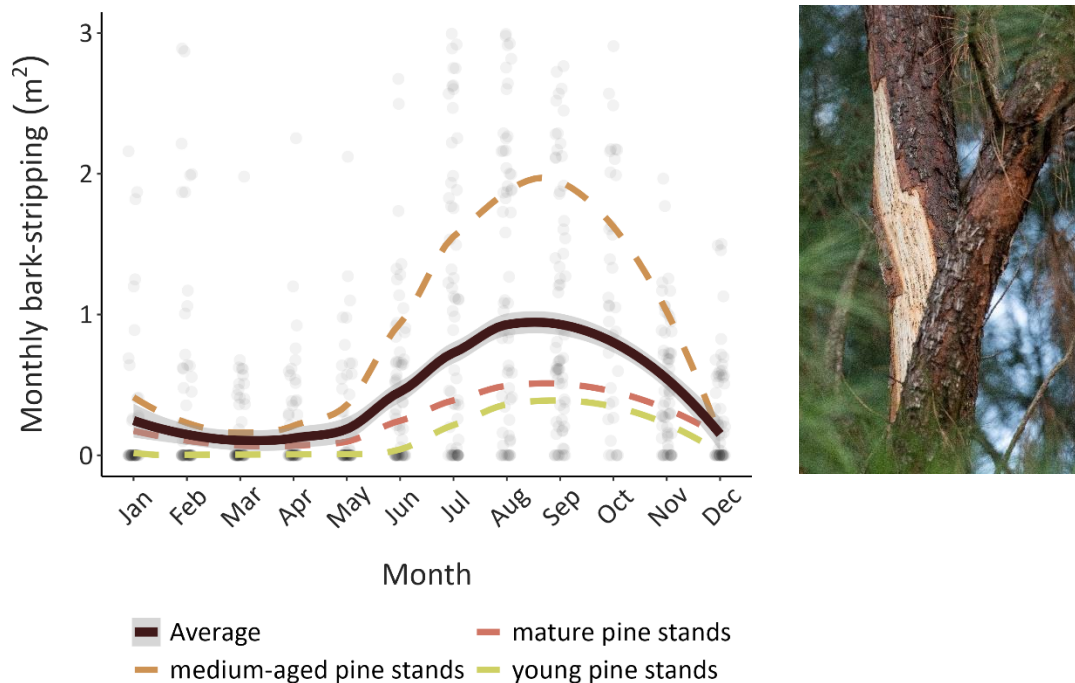 Monthly bark-stripping (m²)
3
2
1
0
Jan
Feb
Mar
Apr
May
Jun
Jul
Aug
Sep
Oct
Nov
Dec
Month
Average
mature pine stands
medium-aged pine stands
young pine stands